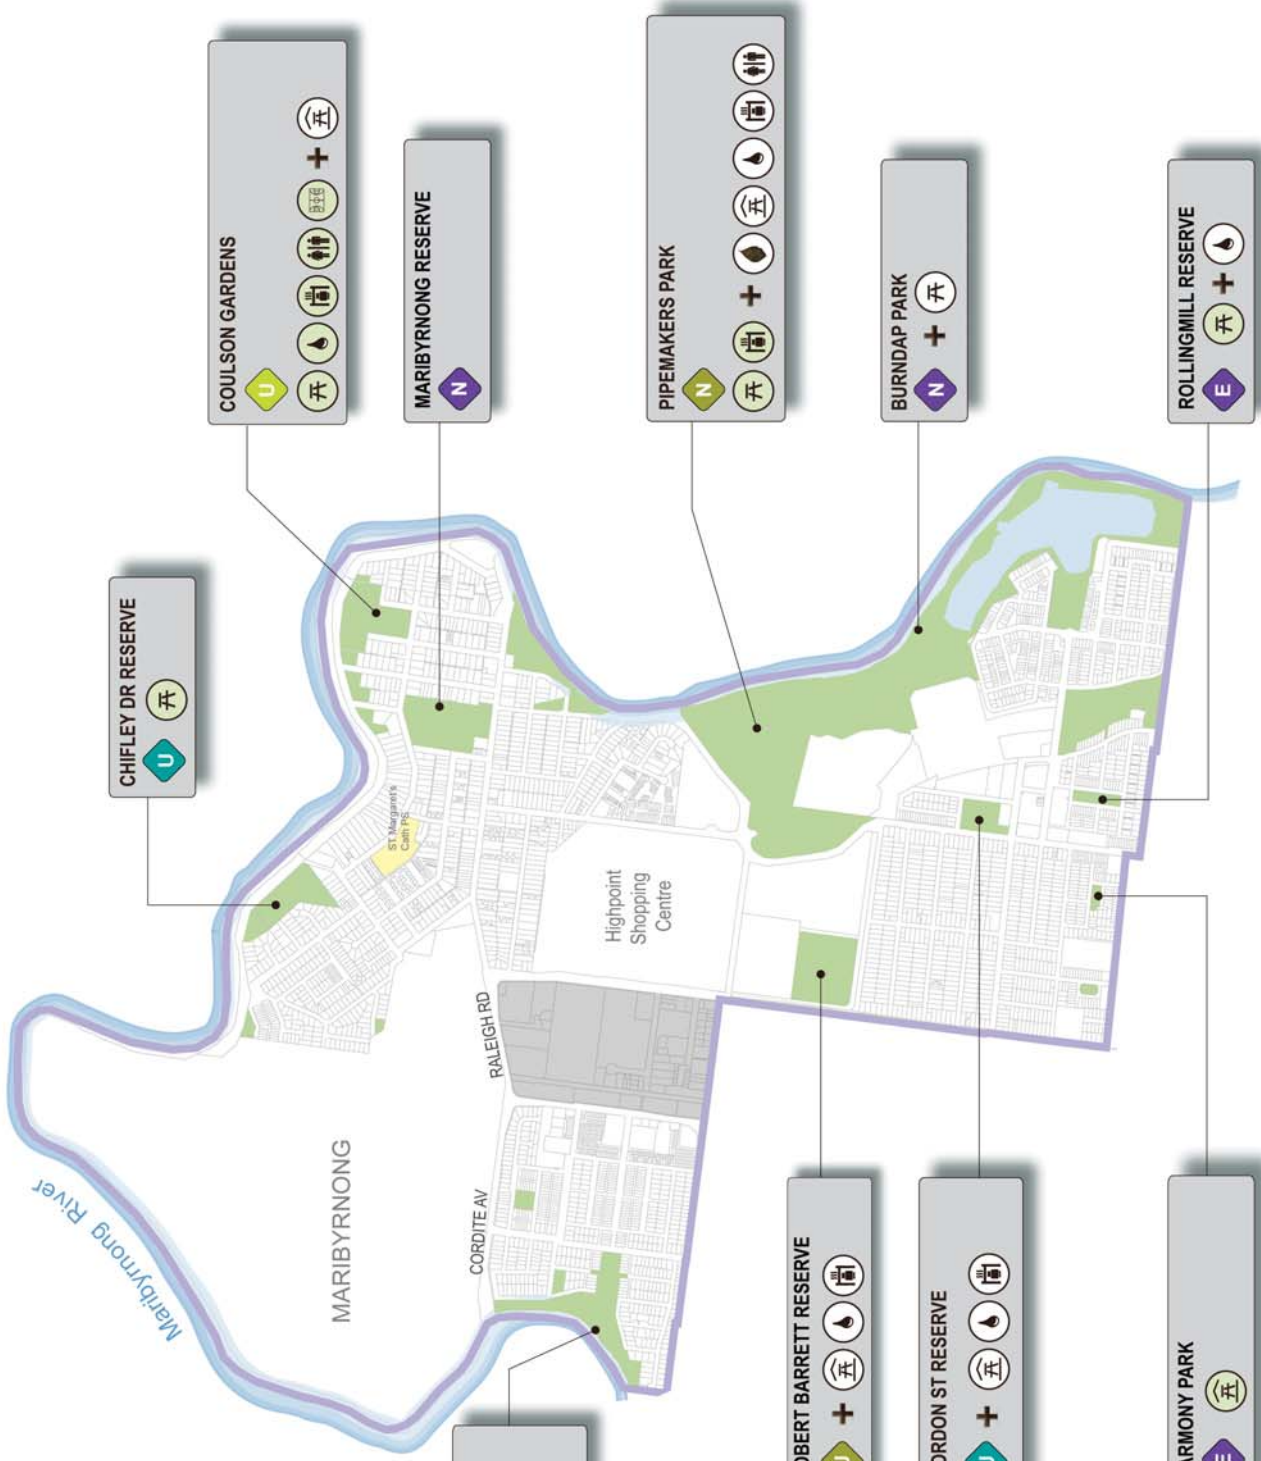 COULSON GARDENS
U
MARIBYRNONG RESERVE
N
PIPEMAKERS PARK
N
BURNDAP PARK
N
ROLLINGMILL RESERVE
E
CHIFLEY DR RESERVE
U
ST Margaret's
Cath PS
Highpoint
Shopping
Centre
RALEIGH RD
CORDITE AV
MARIBYRNONG
Maribyrnong River
OBERT BARRETT RESERVE
U
ORDON ST RESERVE
U
ARMONY PARK
E